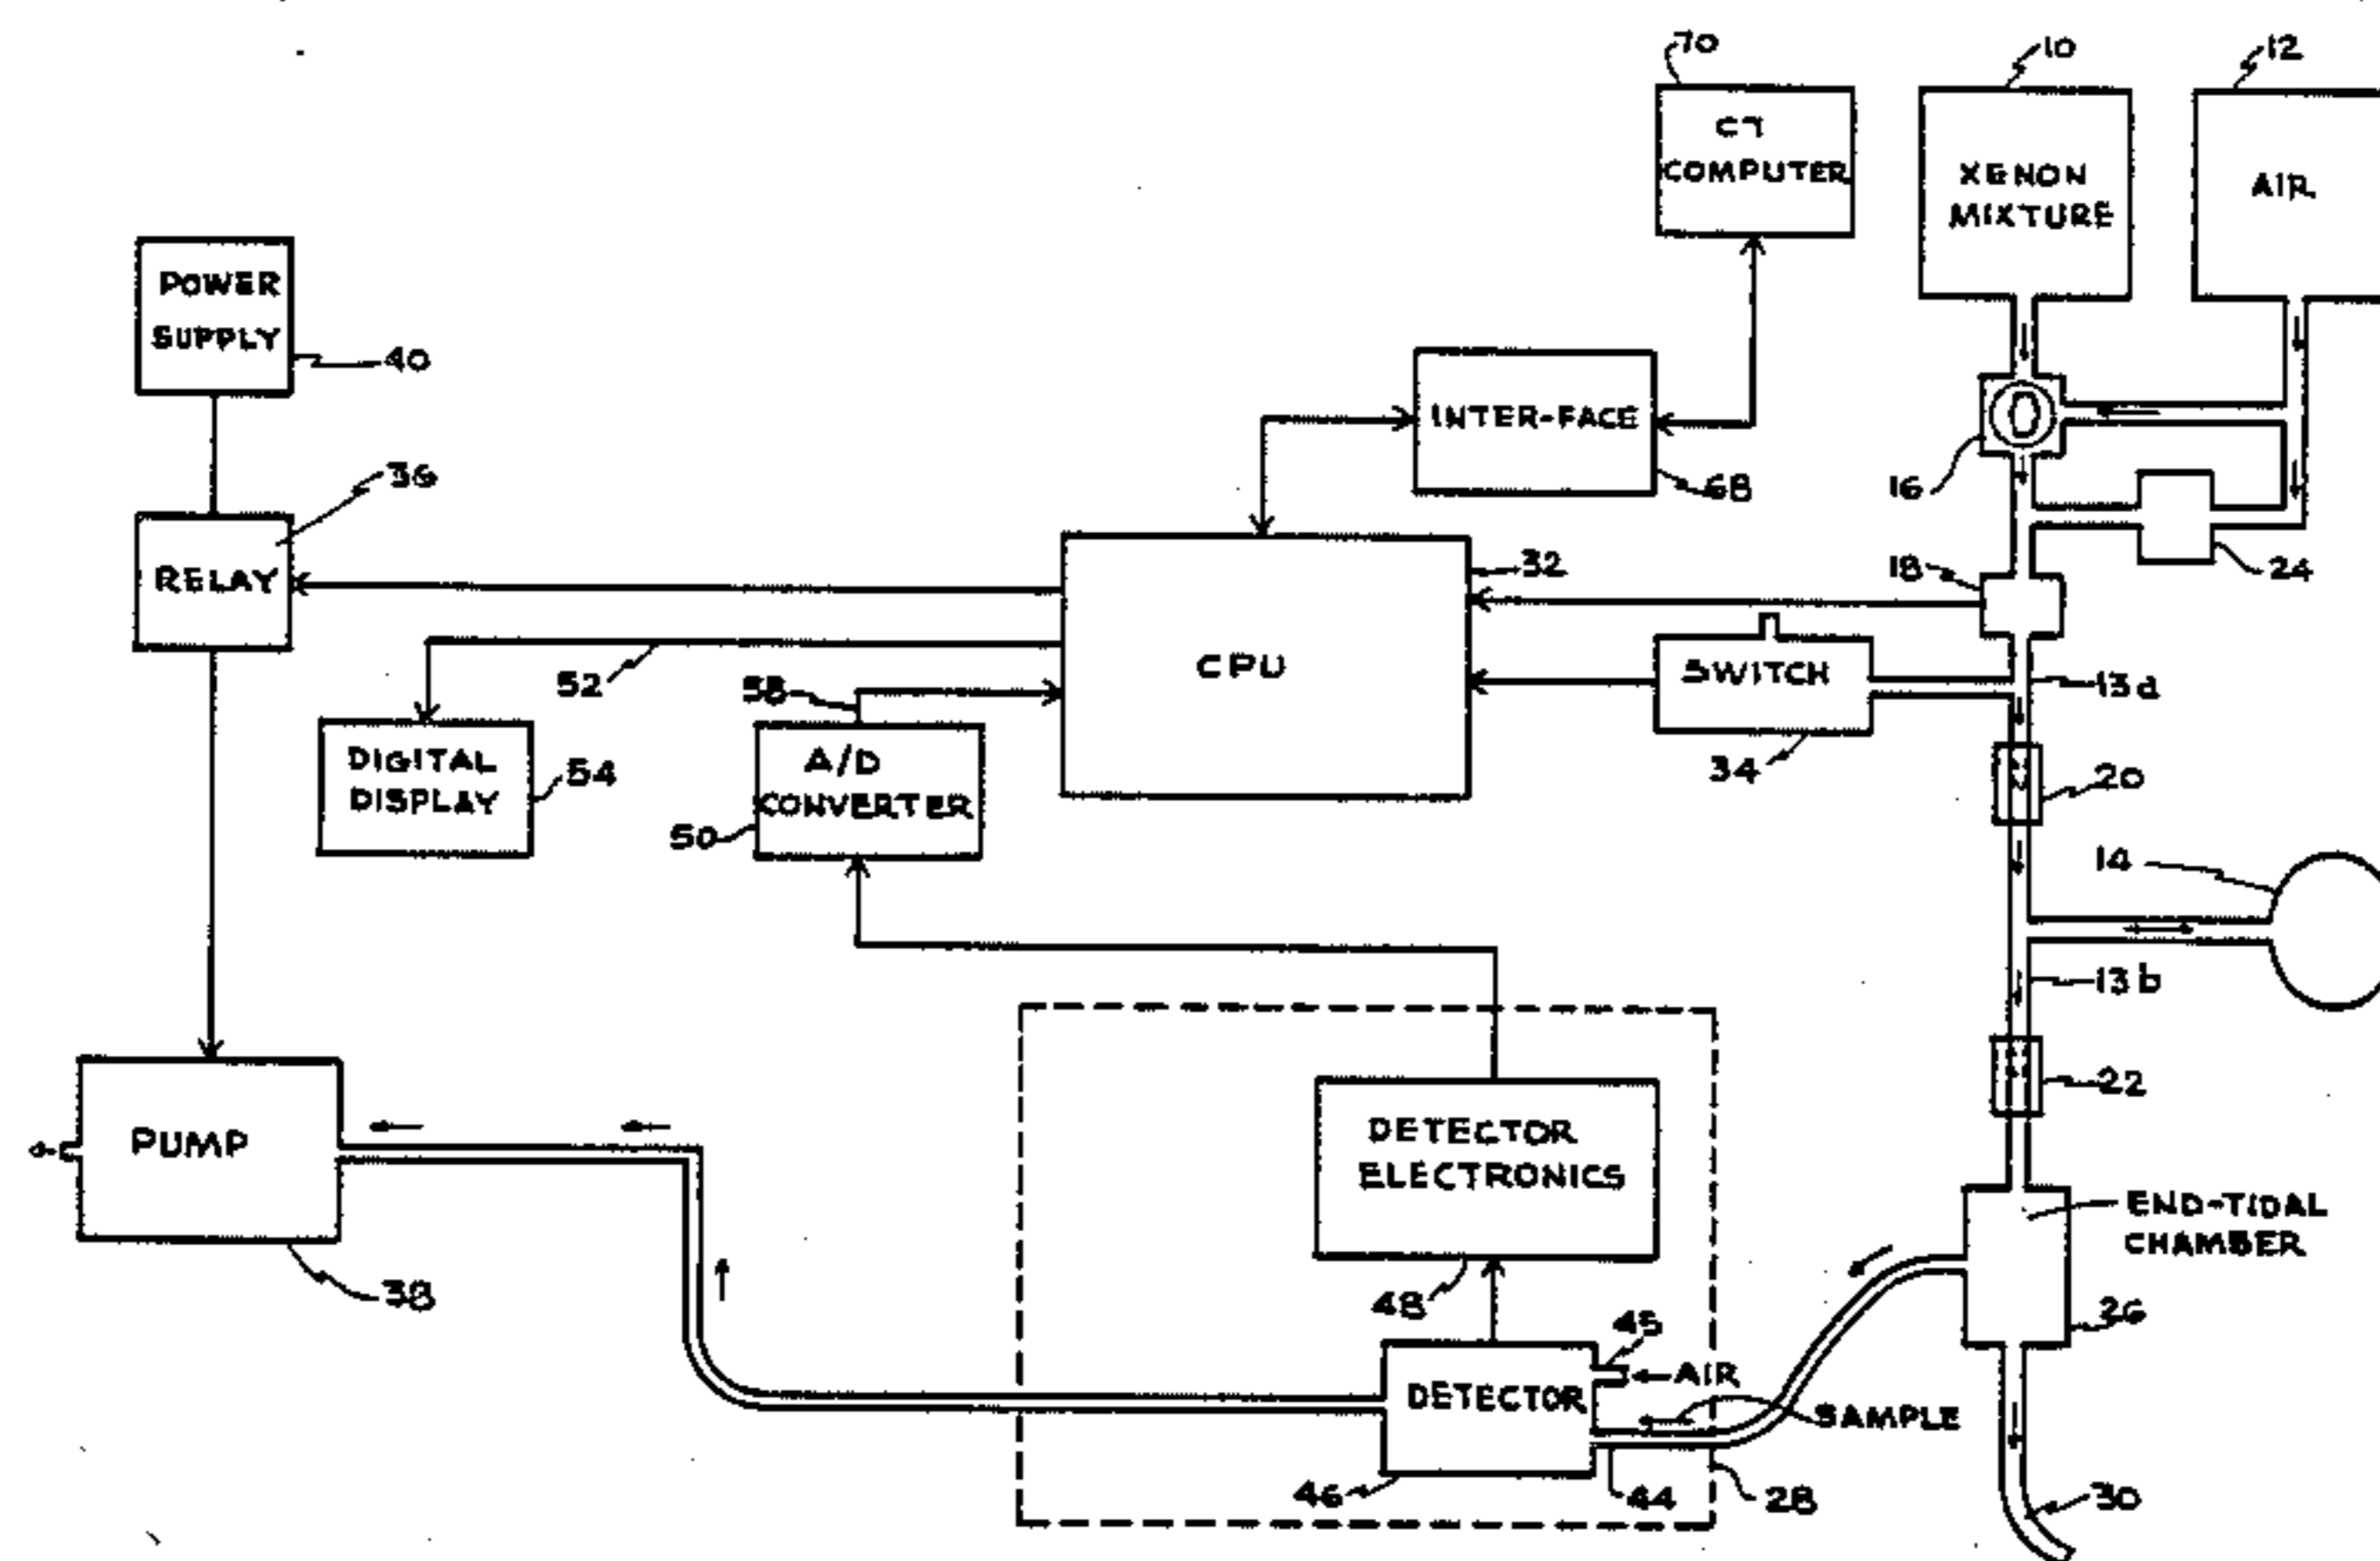 70
10
12
CT
COMPUTER
XENON
MIXTURE
AIR
POWER
SUPPLY
40
36
INTER-FACE
68
16
24
18
RELAY
32
CPU
SWITCH
13a
52
58
34
20
DIGITAL
DISPLAY
54
A/D
CONVERTER
50
14
13b
22
PUMP
38
DETECTOR
ELECTRONICS
48
END-TIDAL
CHAMBER
26
45
AIR
DETECTOR
SAMPLE
46
44
28
30